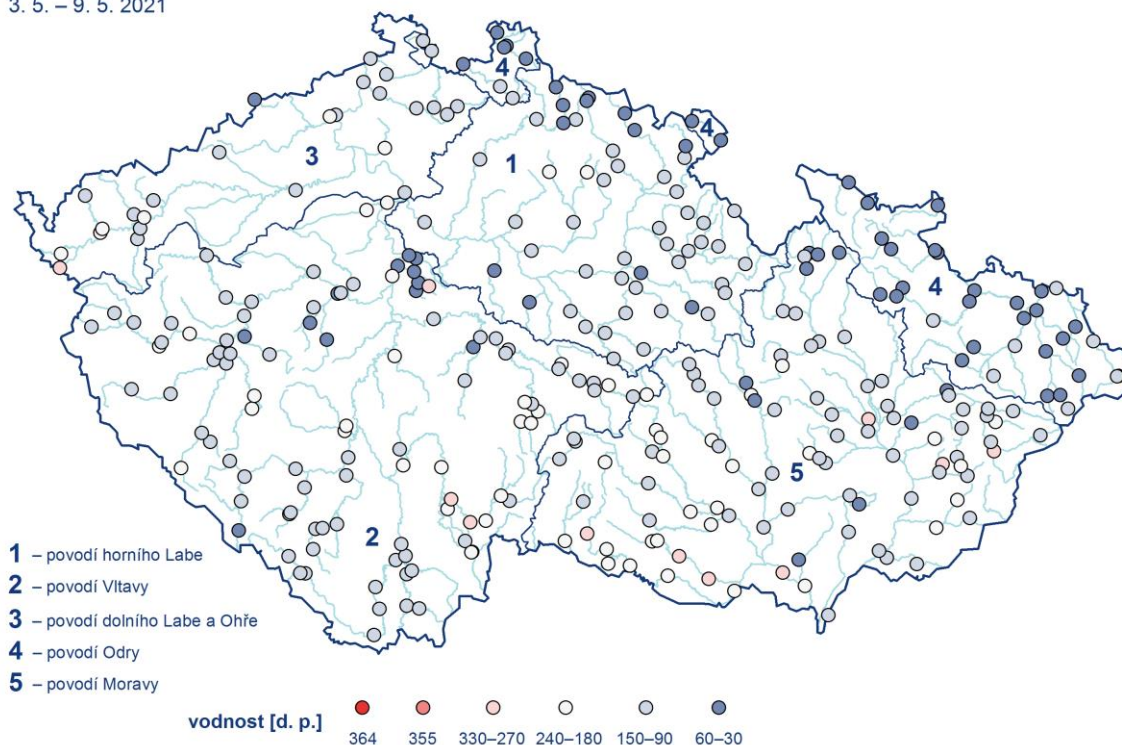 3. 5. – 9. 5. 2021
4
4
3
1
4
5
2
1 – povodí horního Labe
2 – povodí Vltavy
3 – povodí dolního Labe a Ohře
4 – povodí Odry
5 – povodí Moravy
vodnost [d. p.]
364 355 330–270 240–180 150–90 60–30